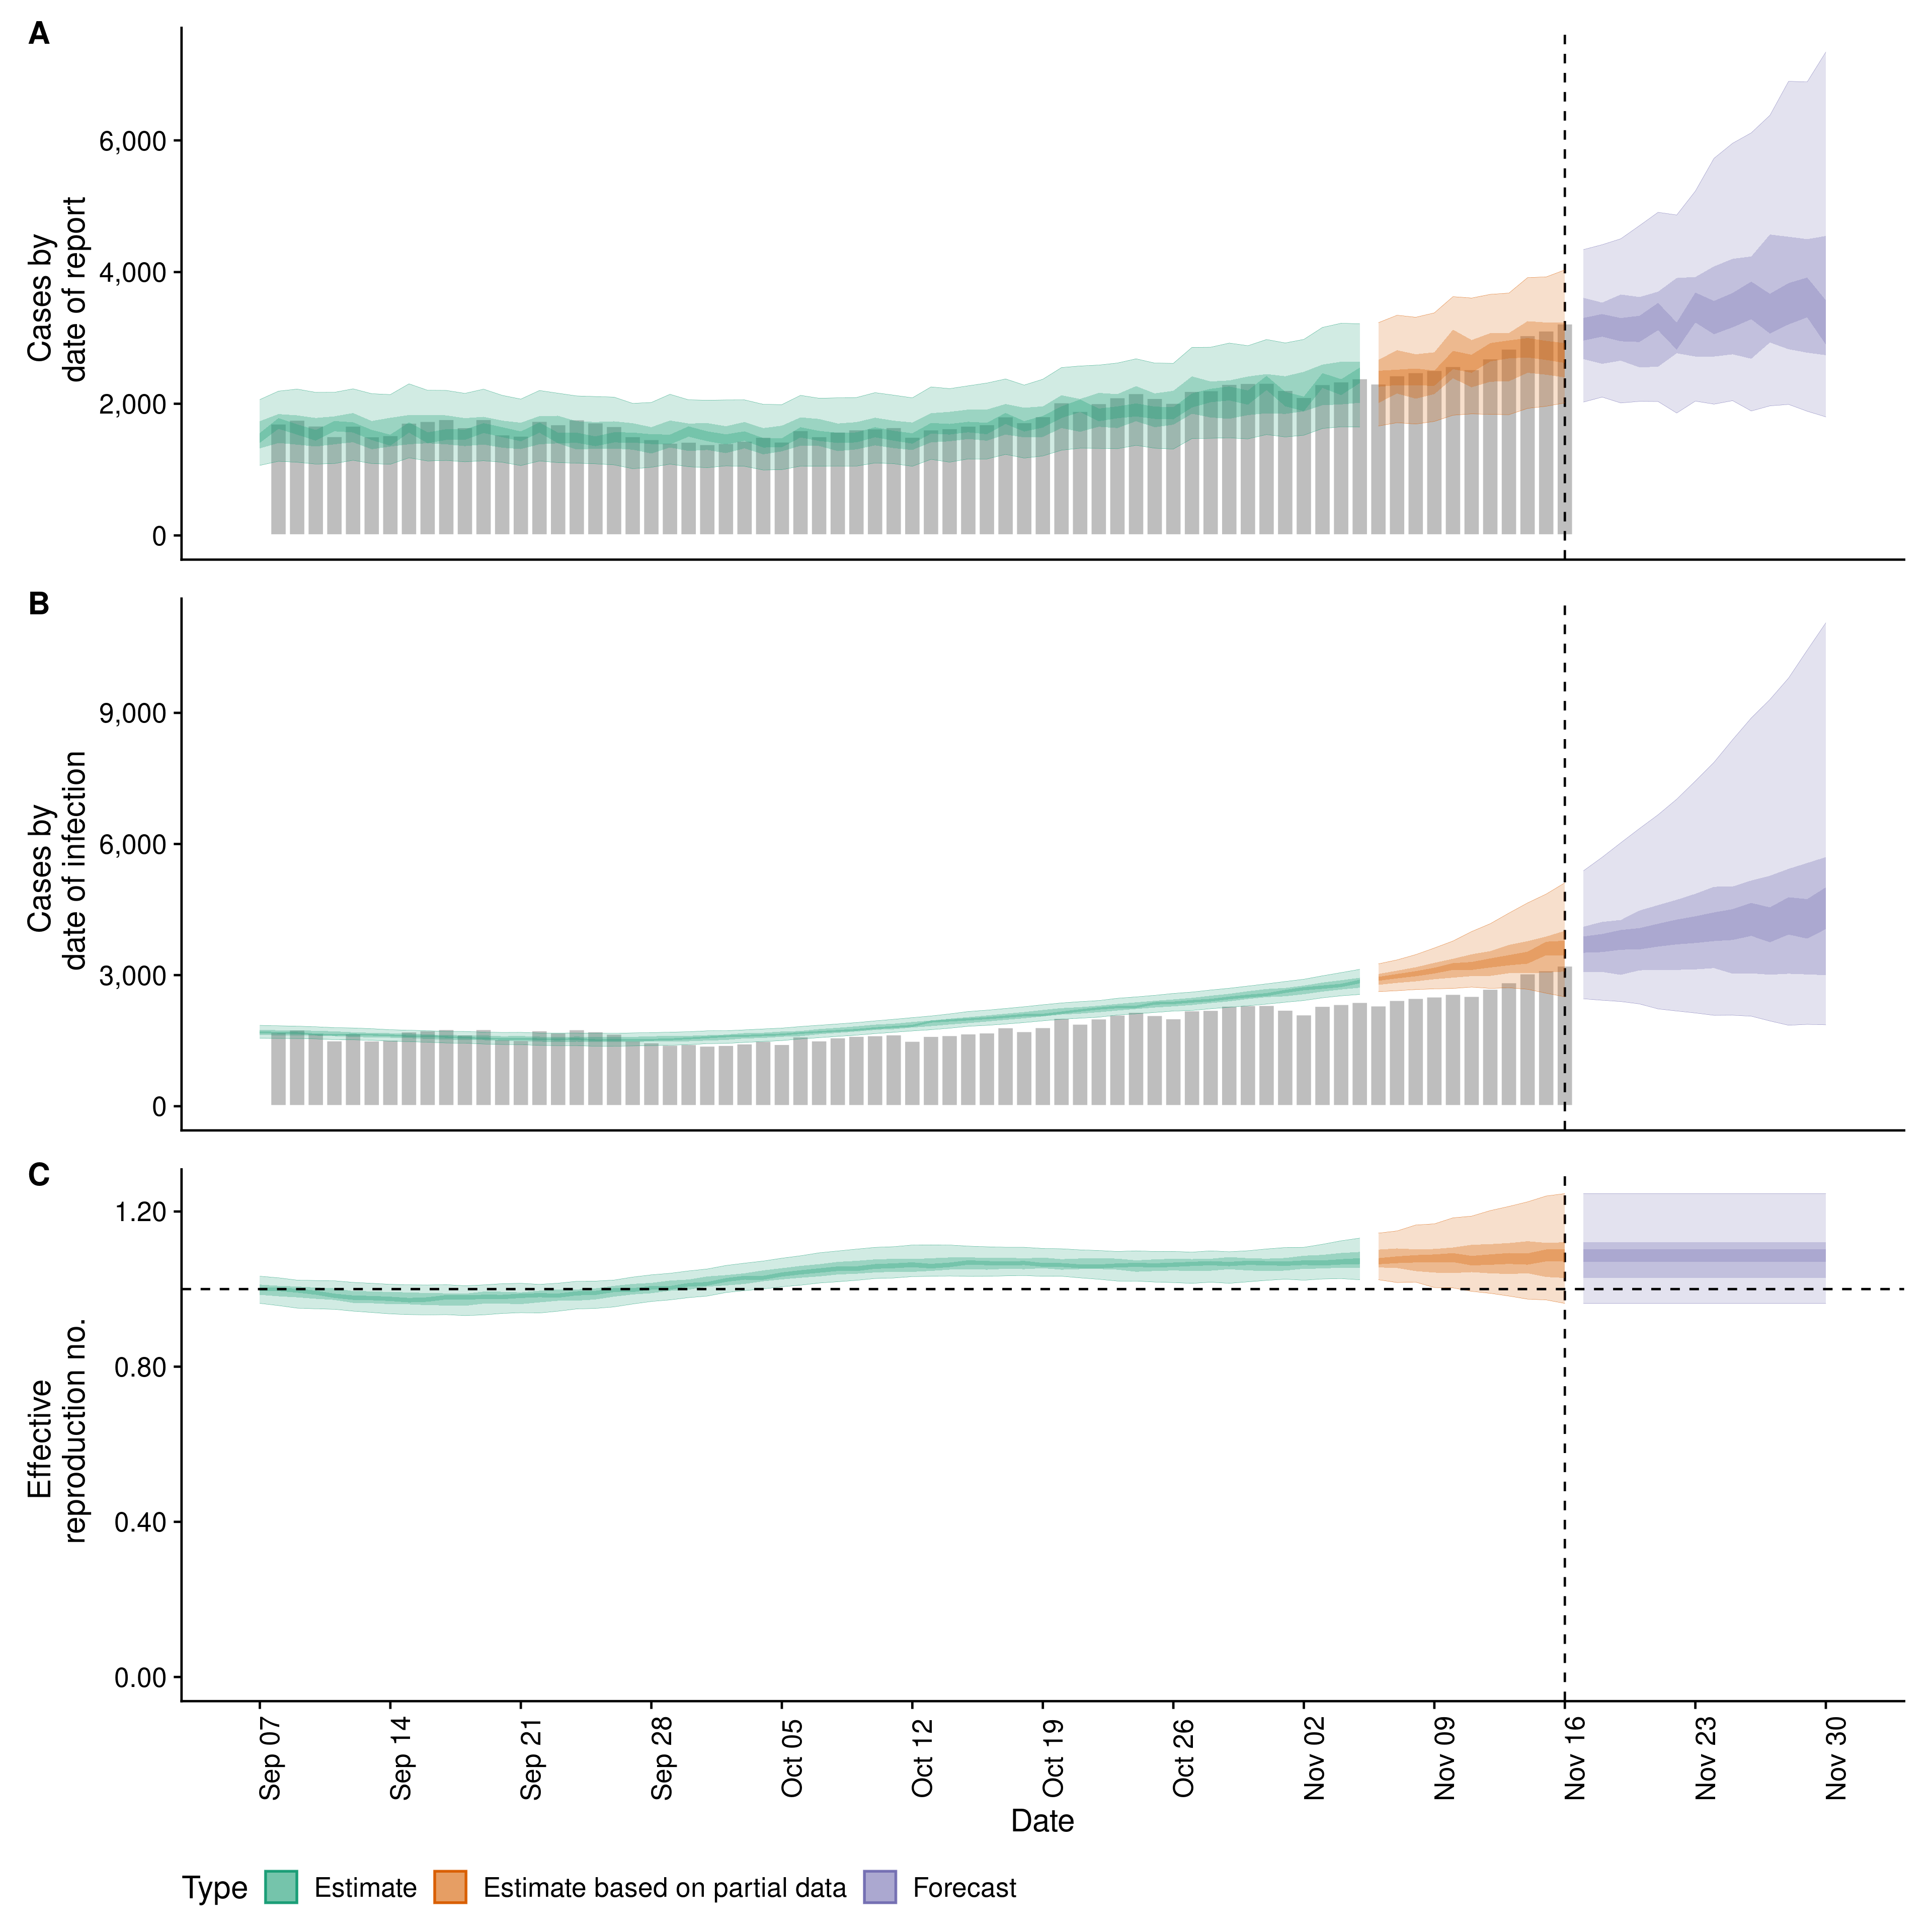 A
Cases by
date of report
6,000
4,000
2,000
0
B
Cases by
date of infection
9,000
6,000
3,000
0
C
Effective
reproduction no.
1.20
0.80
0.40
0.00
Sep 07
Sep 14
Sep 21
Sep 28
Oct 05
Oct 12
Oct 19
Oct 26
Nov 02
Nov 09
Nov 16
Nov 23
Nov 30
Date
Type Estimate Estimate based on partial data Forecast